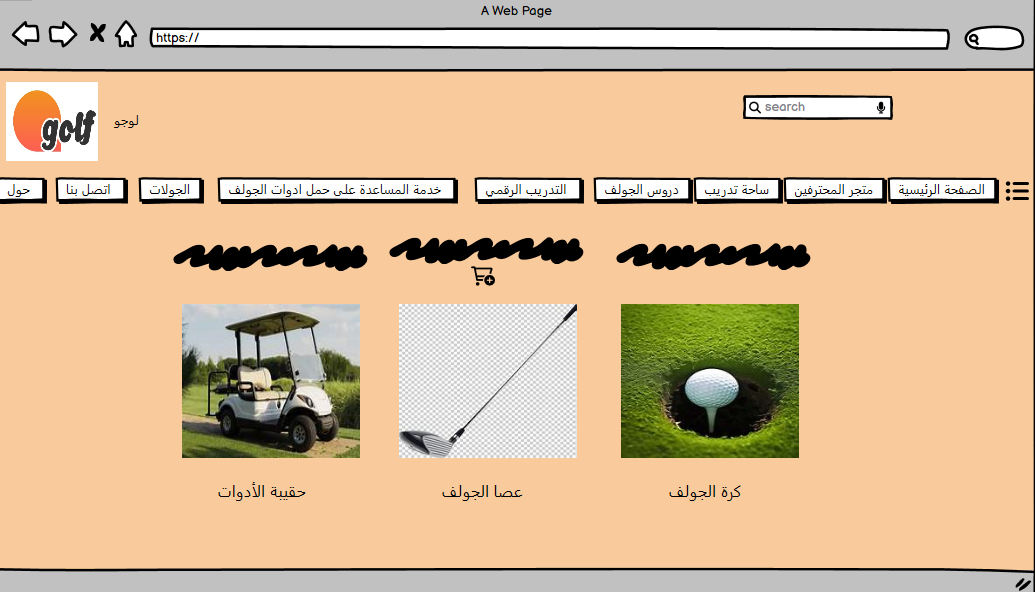 A Web Page
https://
golf
لوجو
search
الصفحة الرئيسية
متجر المحترفين
ساحة تدريب
دروس الجولف
التدريب الرقمي
خدمة المساعدة على حمل ادوات الجولف
الجولات
اتصل بنا
حول
كرة الجولف
عصا الجولف
حقيبة الأدوات